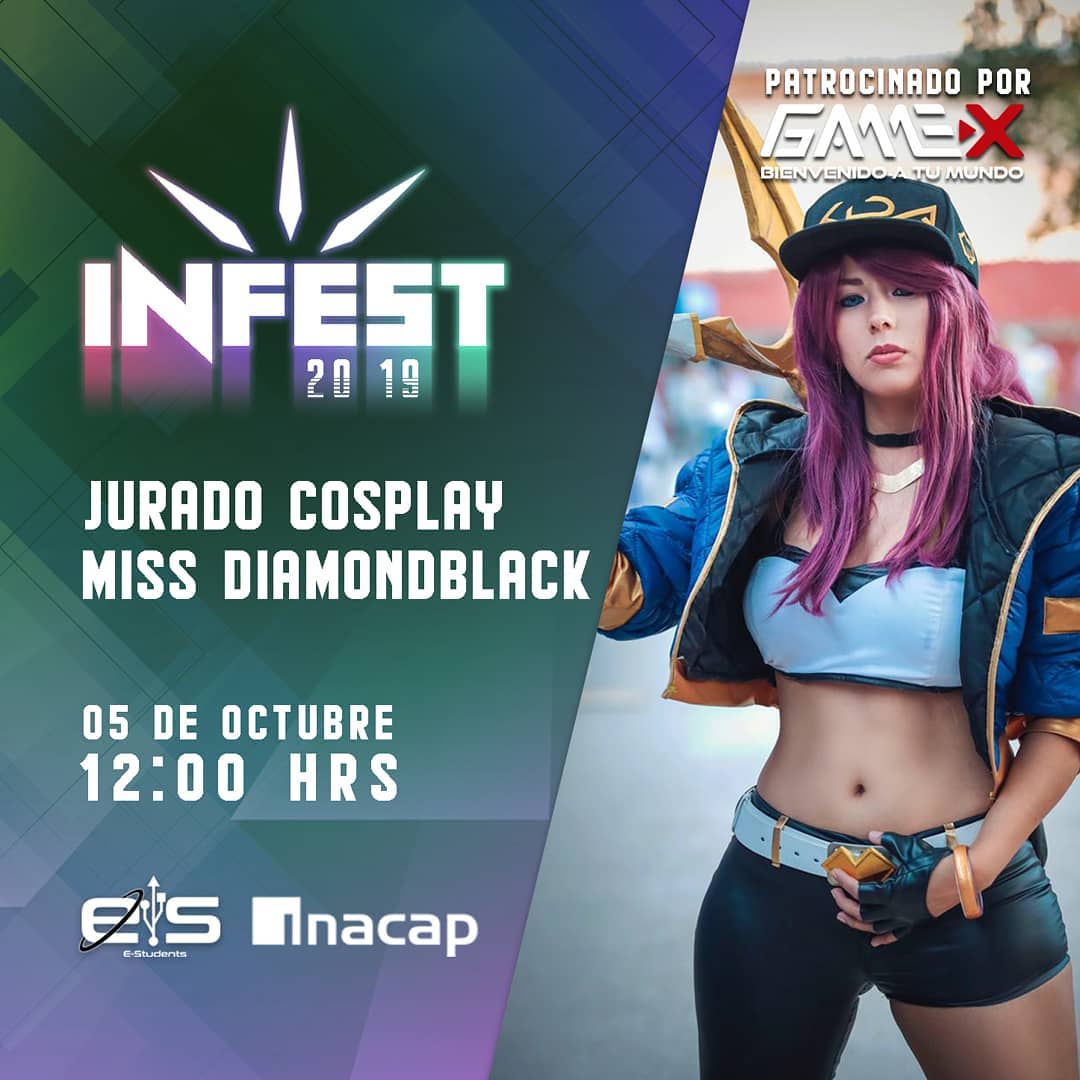 PATROCINADO POR
GAMEX
BIENVENIDO-A TU MUNDO
INFEST
2019
JURADO COSPLAY
MISS DIAMONDBLACK
05 DE OCTUBRE
12:00 HRS
E-Students
inacap